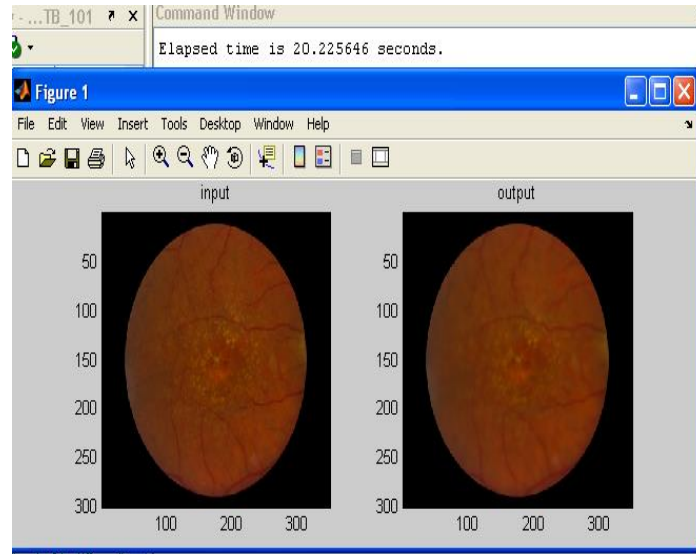 ...TB_101
Command Window
Elapsed time is 20.225646 seconds.
Figure 1
File Edit View Insert Tools Desktop Window Help
input output
50 50
100 100
150 150
200 200
250 250
300 300
100 200 300 100 200 300